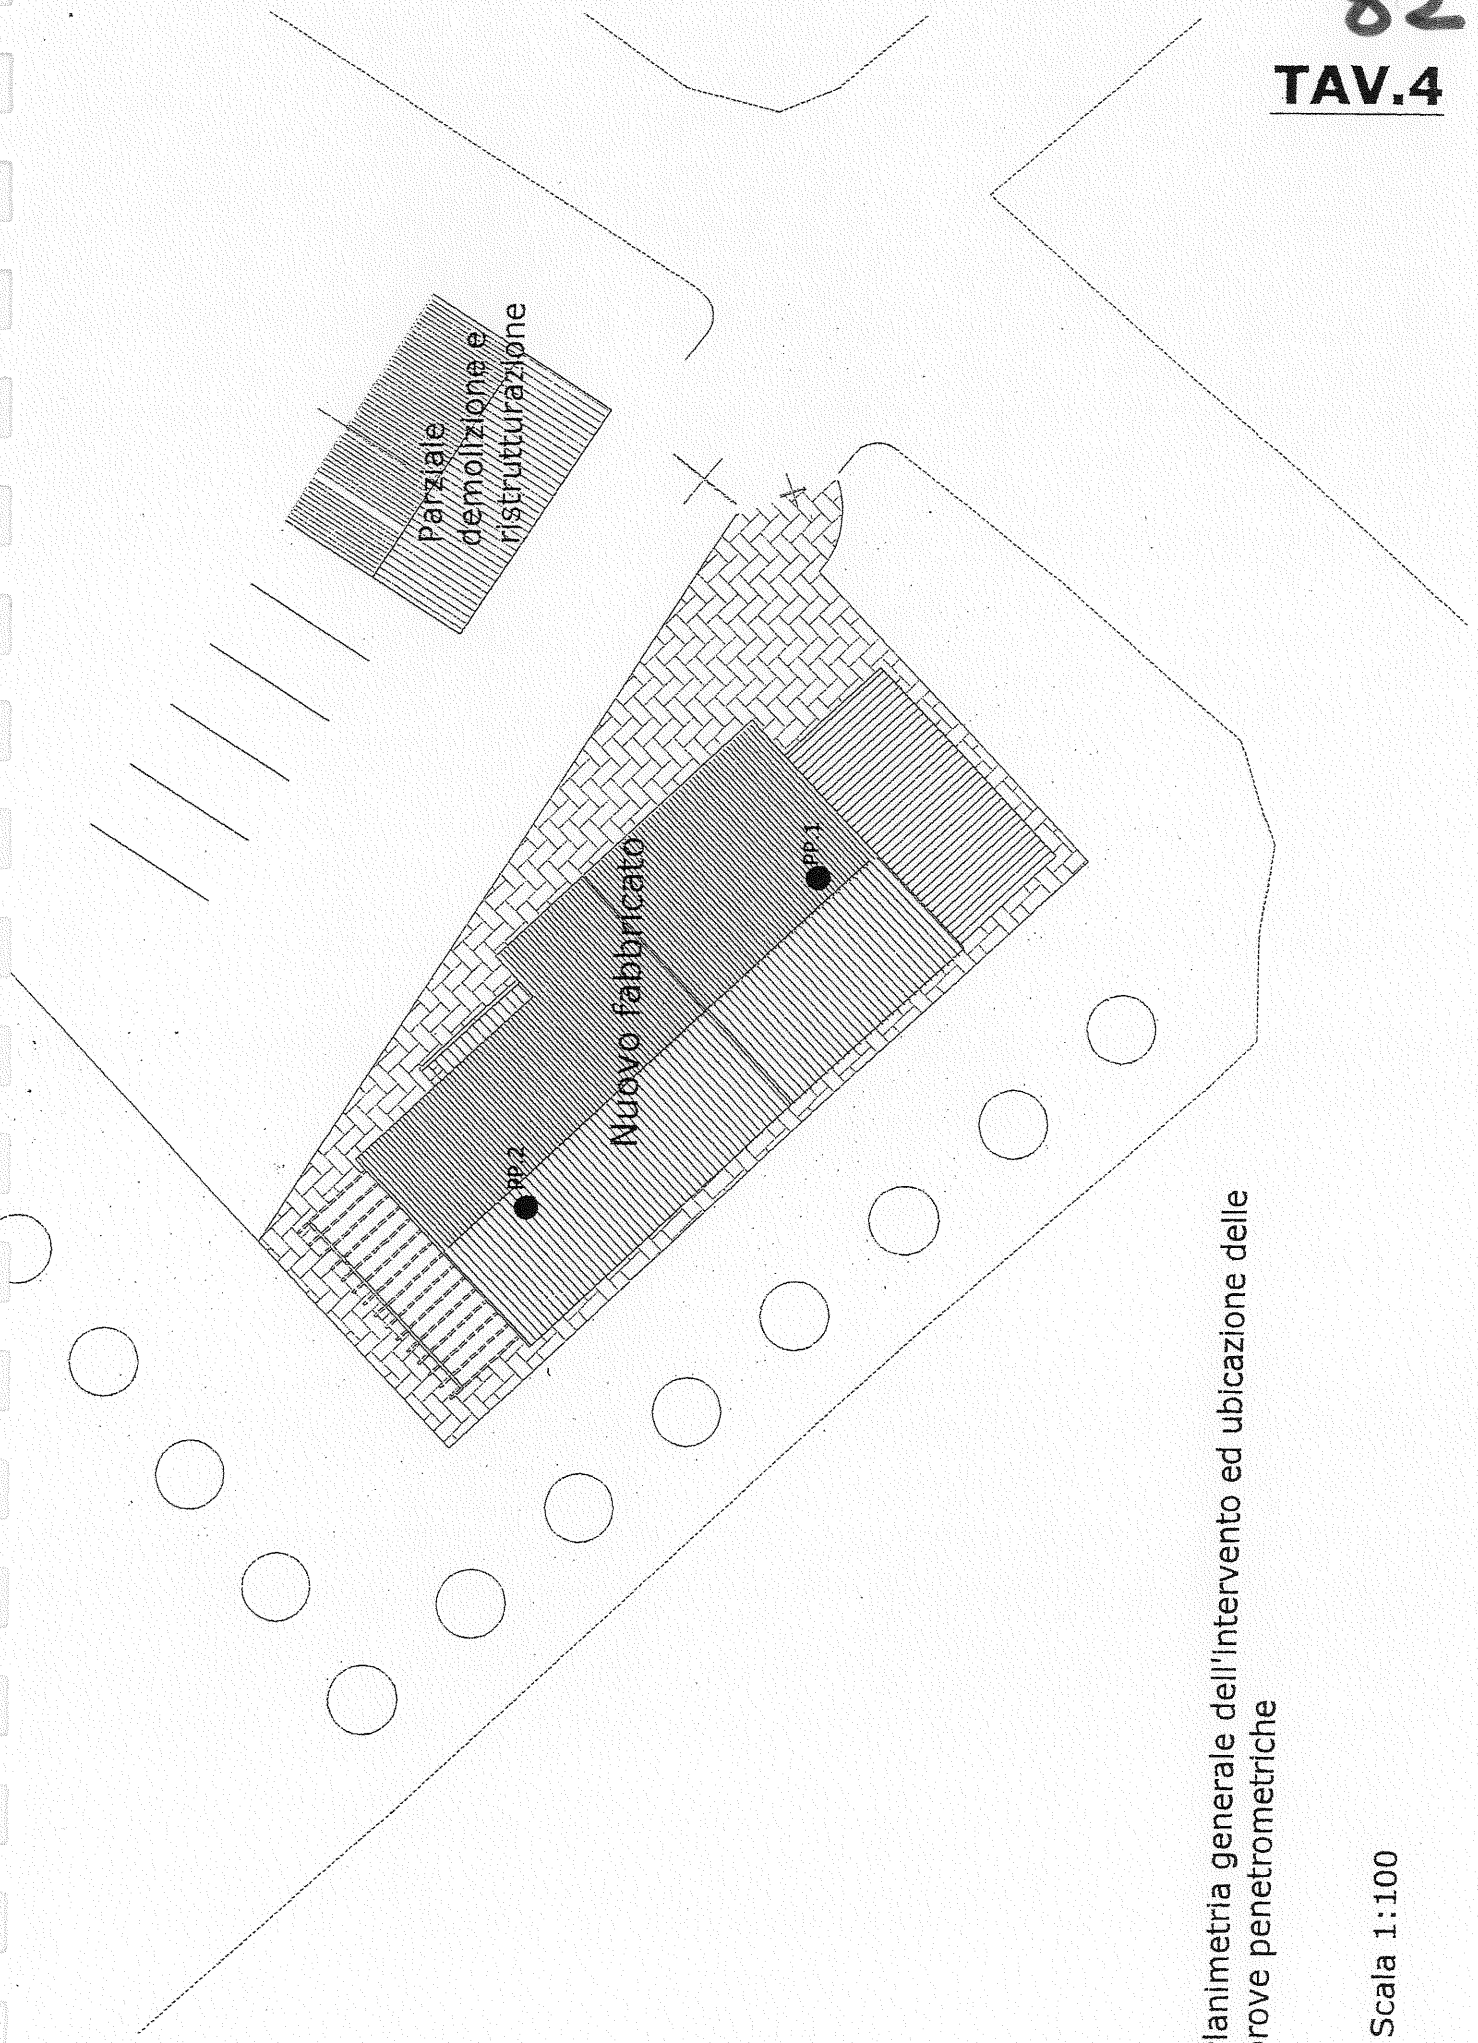 82
TAV.4
Parziale
demolizione e
ristrutturazione
Nuovo fabbricato
PP 1
PP 2
lanimetria generale dell'intervento ed ubicazione delle
rove penetrometriche
Scala 1:100